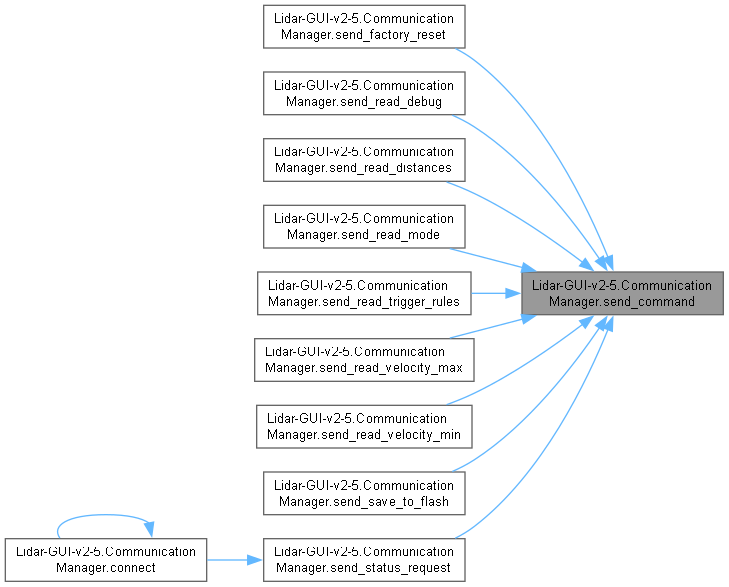 Lidar-GUI-v2-5.Communication
Manager.send_factory_reset
Lidar-GUI-v2-5.Communication
Manager.send_read_debug
Lidar-GUI-v2-5.Communication
Manager.send_read_distances
Lidar-GUI-v2-5.Communication
Manager.send_read_mode
Lidar-GUI-v2-5.Communication
Manager.send_read_trigger_rules
Lidar-GUI-v2-5.Communication
Manager.send_command
Lidar-GUI-v2-5.Communication
Manager.send_read_velocity_max
Lidar-GUI-v2-5.Communication
Manager.send_read_velocity_min
Lidar-GUI-v2-5.Communication
Manager.send_save_to_flash
Lidar-GUI-v2-5.Communication
Manager.connect
Lidar-GUI-v2-5.Communication
Manager.send_status_request